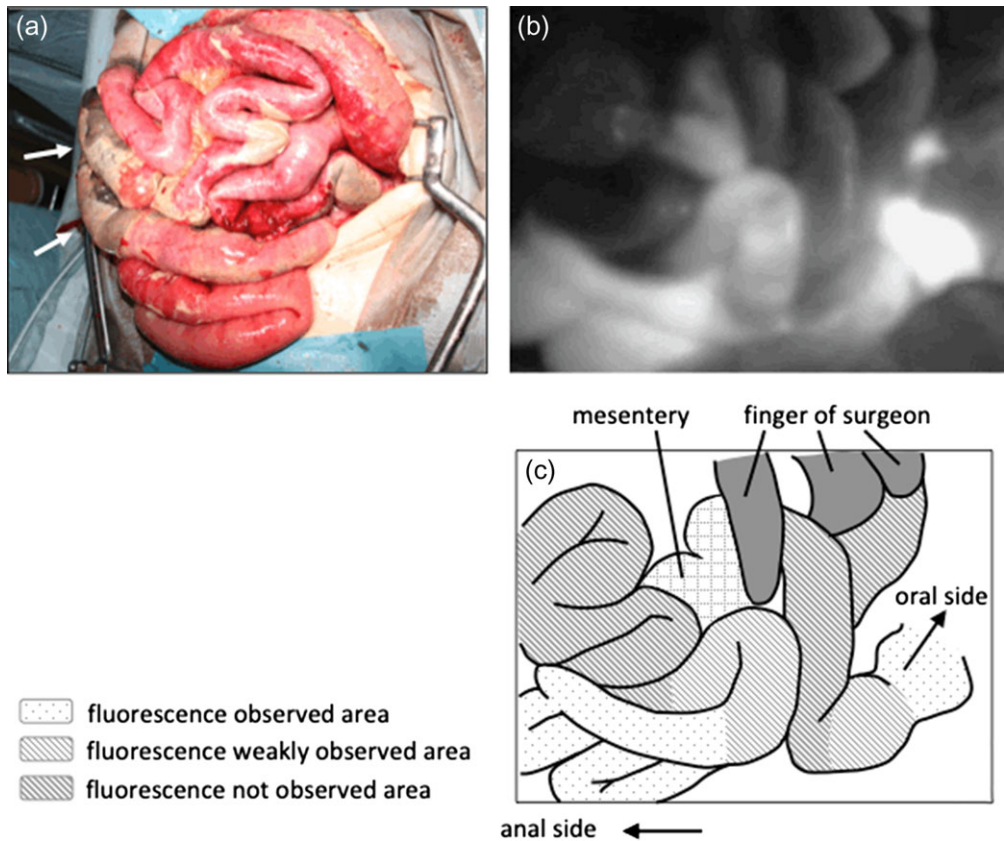 (a)
(b)
mesentery
finger of surgeon
(c)
oral side
fluorescence observed area
fluorescence weakly observed area
fluorescence not observed area
anal side